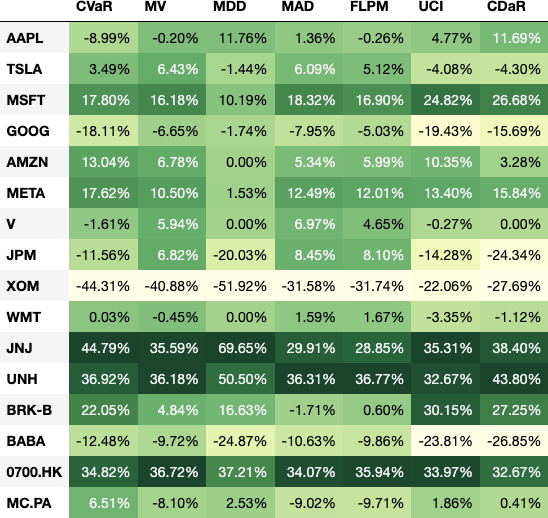 CVaR MV MDD MAD FLPM UCI CDaR
AAPL -8.99% -0.20% 11.76% 1.36% -0.26% 4.77% 11.69%
TSLA 3.49% 6.43% -1.44% 6.09% 5.12% -4.08% -4.30%
MSFT 17.80% 16.18% 10.19% 18.32% 16.90% 24.82% 26.68%
GOOG -18.11% -6.65% -1.74% -7.95% -5.03% -19.43% -15.69%
AMZN 13.04% 6.78% 0.00% 5.34% 5.99% 10.35% 3.28%
META 17.62% 10.50% 1.53% 12.49% 12.01% 13.40% 15.84%
V -1.61% 5.94% 0.00% 6.97% 4.65% -0.27% 0.00%
JPM -11.56% 6.82% -20.03% 8.45% 8.10% -14.28% -24.34%
XOM -44.31% -40.88% -51.92% -31.58% -31.74% -22.06% -27.69%
WMT 0.03% -0.45% 0.00% 1.59% 1.67% -3.35% -1.12%
JNJ 44.79% 35.59% 69.65% 29.91% 28.85% 35.31% 38.40%
UNH 36.92% 36.18% 50.50% 36.31% 36.77% 32.67% 43.80%
BRK-B 22.05% 4.84% 16.63% -1.71% 0.60% 30.15% 27.25%
BABA -12.48% -9.72% -24.87% -10.63% -9.86% -23.81% -26.85%
0700.HK 34.82% 36.72% 37.21% 34.07% 35.94% 33.97% 32.67%
MC.PA 6.51% -8.10% 2.53% -9.02% -9.71% 1.86% 0.41%